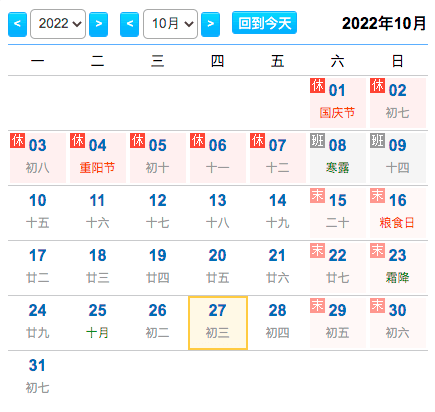 < 2022 > < 10月 > 回到今天 2022年10月
一 二 三 四 五 六 日
休 01 休 02
国庆节 初七
休 03 休 04 休 05 休 06 休 07 班 08 班 09
初八 重阳节 初十 十一 十二 寒露 十四
10 11 12 13 14 末 15 末 16
十五 十六 十七 十八 十九 二十 粮食日
17 18 19 20 21 末 22 末 23
廿二 廿三 廿四 廿五 廿六 廿七 霜降
24 25 26 27 28 末 29 末 30
廿九 十月 初二 初三 初四 初五 初六
31
初七